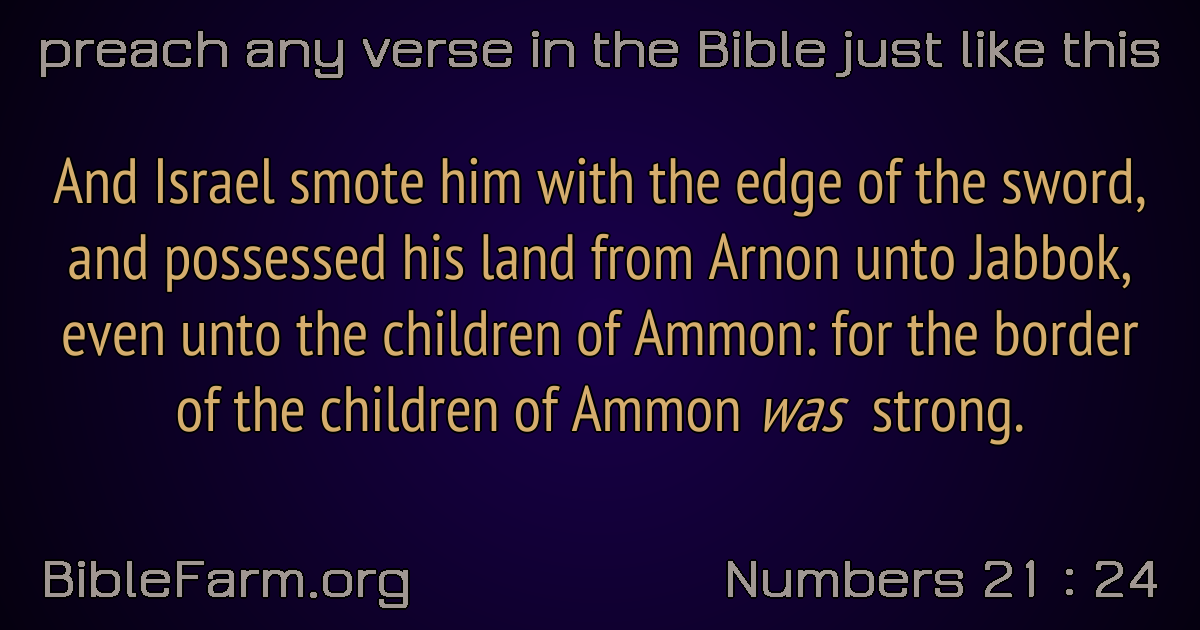 preach any verse in the Bible just like this
And Israel smote him with the edge of the sword,
and possessed his land from Arnon unto Jabbok,
even unto the children of Ammon: for the border
of the children of Ammon was strong.
BibleFarm.org
Numbers 21 : 24